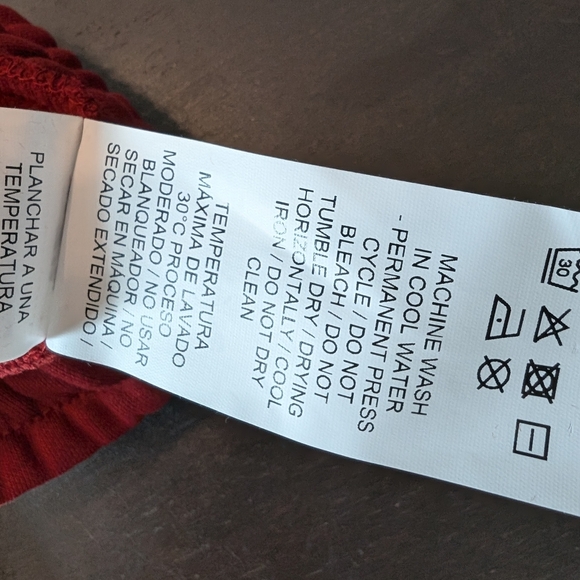 30
MACHINE WASH
IN COOL WATER
- PERMANENT PRESS
CYCLE / DO NOT
BLEACH / DO NOT
TUMBLE DRY / DRYING
HORIZONTALLY / COOL
IRON / DO NOT DRY
CLEAN
TEMPERATURA
MÁXIMA DE LAVADO
30°C PROCESO
MODERADO / NO USAR
BLANQUEADOR / NO
SECAR EN MÁQUINA /
SECADO EXTENDIDO /
PLANCHAR A UNA
TEMPERATURA